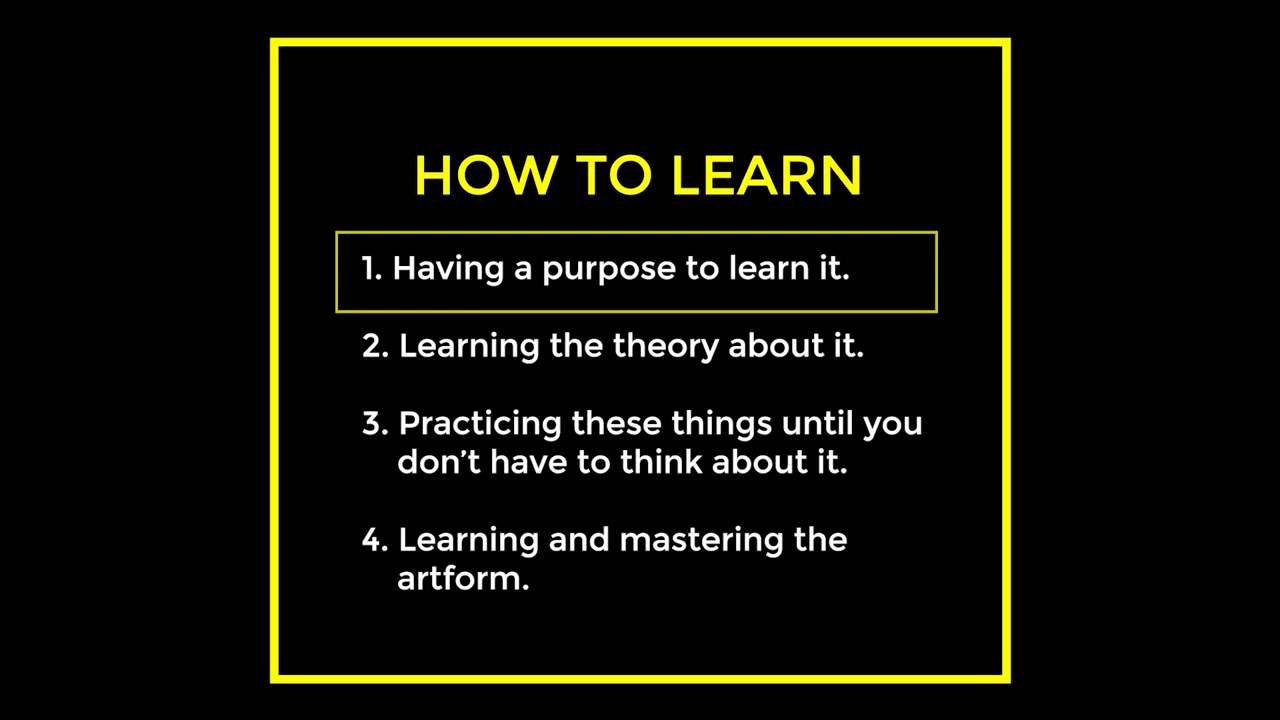 HOW TO LEARN
1. Having a purpose to learn it.
2. Learning the theory about it.
3. Practicing these things until you
don’t have to think about it.
4. Learning and mastering the
artform.